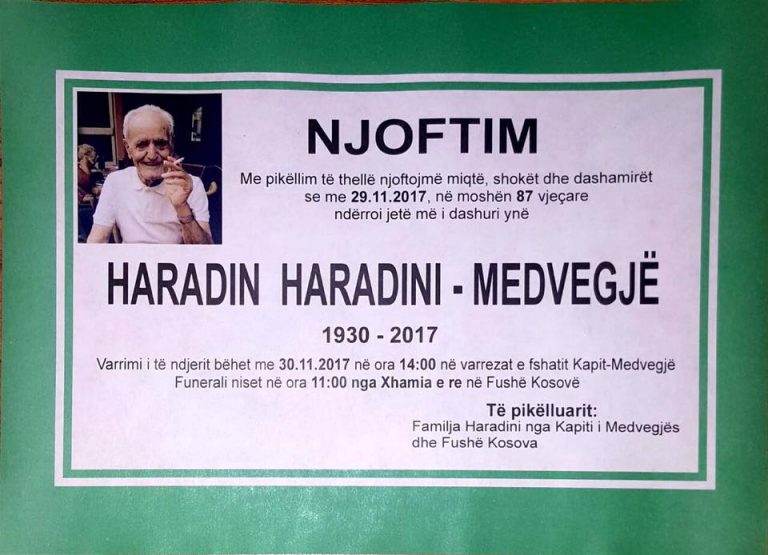 NJOFTIM
Me pikëllim të thellë njoftojmë miqtë, shokët dhe dashamirët
se me 29.11.2017, në moshën 87 vjeçare
ndërroi jetë më i dashuri ynë
HARADIN HARADINI - MEDVEGJË
1930 - 2017
Varrimi i të ndjerit bëhet me 30.11.2017 në ora 14:00 në varrezat e fshatit Kapit-Medvegjë
Funerali niset në ora 11:00 nga Xhamia e re në Fushë Kosovë
Të pikëlluarit:
Familja Haradini nga Kapiti i Medvegjës
dhe Fushë Kosova